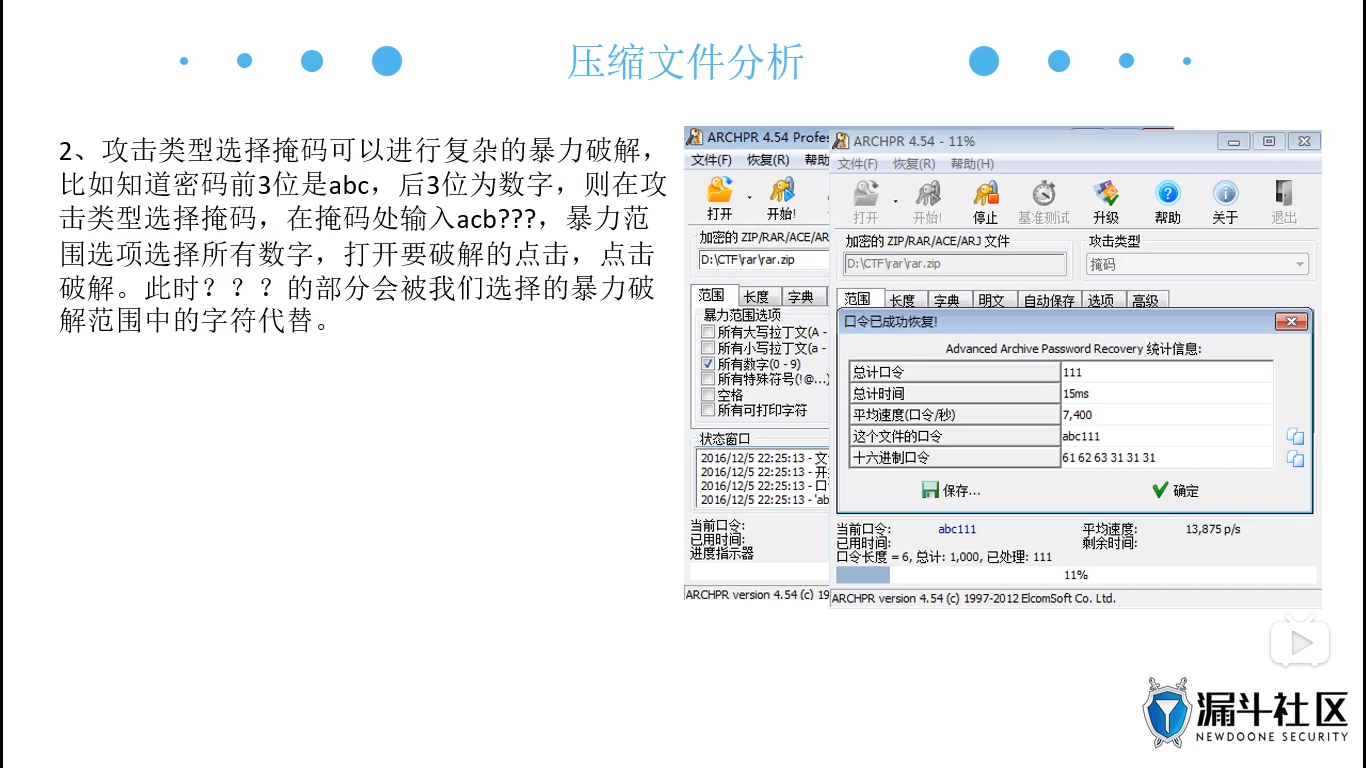 压缩文件分析
2、攻击类型选择掩码可以进行复杂的暴力破解，
比如知道密码前3位是abc，后3位为数字，则在攻
击类型选择掩码，在掩码处输入acb???，暴力范
围选项选择所有数字，打开要破解的点击，点击
破解。此时？？？的部分会被我们选择的暴力破
解范围中的字符代替。
ARCHPR 4.54 Profes
文件(F) 恢复(R) 帮助
打开 开始!
加密的 ZIP/RAR/ACE/AR
D:\CTF\rar\rar.zip
范围 长度 字典
暴力范围选项
所有大写拉丁文(A -
所有小写拉丁文(a -
所有数字(0 - 9)
所有特殊符号(!@...)
空格
所有可打印字符
状态窗口
2016/12/5 22:25:13 - 文
2016/12/5 22:25:13 - 开
2016/12/5 22:25:13 - 口
2016/12/5 22:25:13 - 'ab
当前口令:
已用时间:
进度指示器
ARCHPR version 4.54 (c) 19
ARCHPR 4.54 - 11%
文件(F) 恢复(R) 帮助(H)
打开 开始! 停止 基准测试 升级 帮助 关于 退出
加密的 ZIP/RAR/ACE/ARJ 文件 攻击类型
D:\CTF\rar\rar.zip 掩码
范围 长度 字典 明文 自动保存 选项 高级
口令已成功恢复!
Advanced Archive Password Recovery 统计信息:
总计口令 111
总计时间 15ms
平均速度(口令/秒) 7,400
这个文件的口令 abc111
十六进制口令 61 62 63 31 31 31
保存... 确定
当前口令: abc111 平均速度: 13,875 p/s
已用时间: 剩余时间:
口令长度 = 6, 总计: 1,000, 已处理: 111
11%
ARCHPR version 4.54 (c) 1997-2012 ElcomSoft Co. Ltd.
漏斗社区
NEWDOONE SECURITY